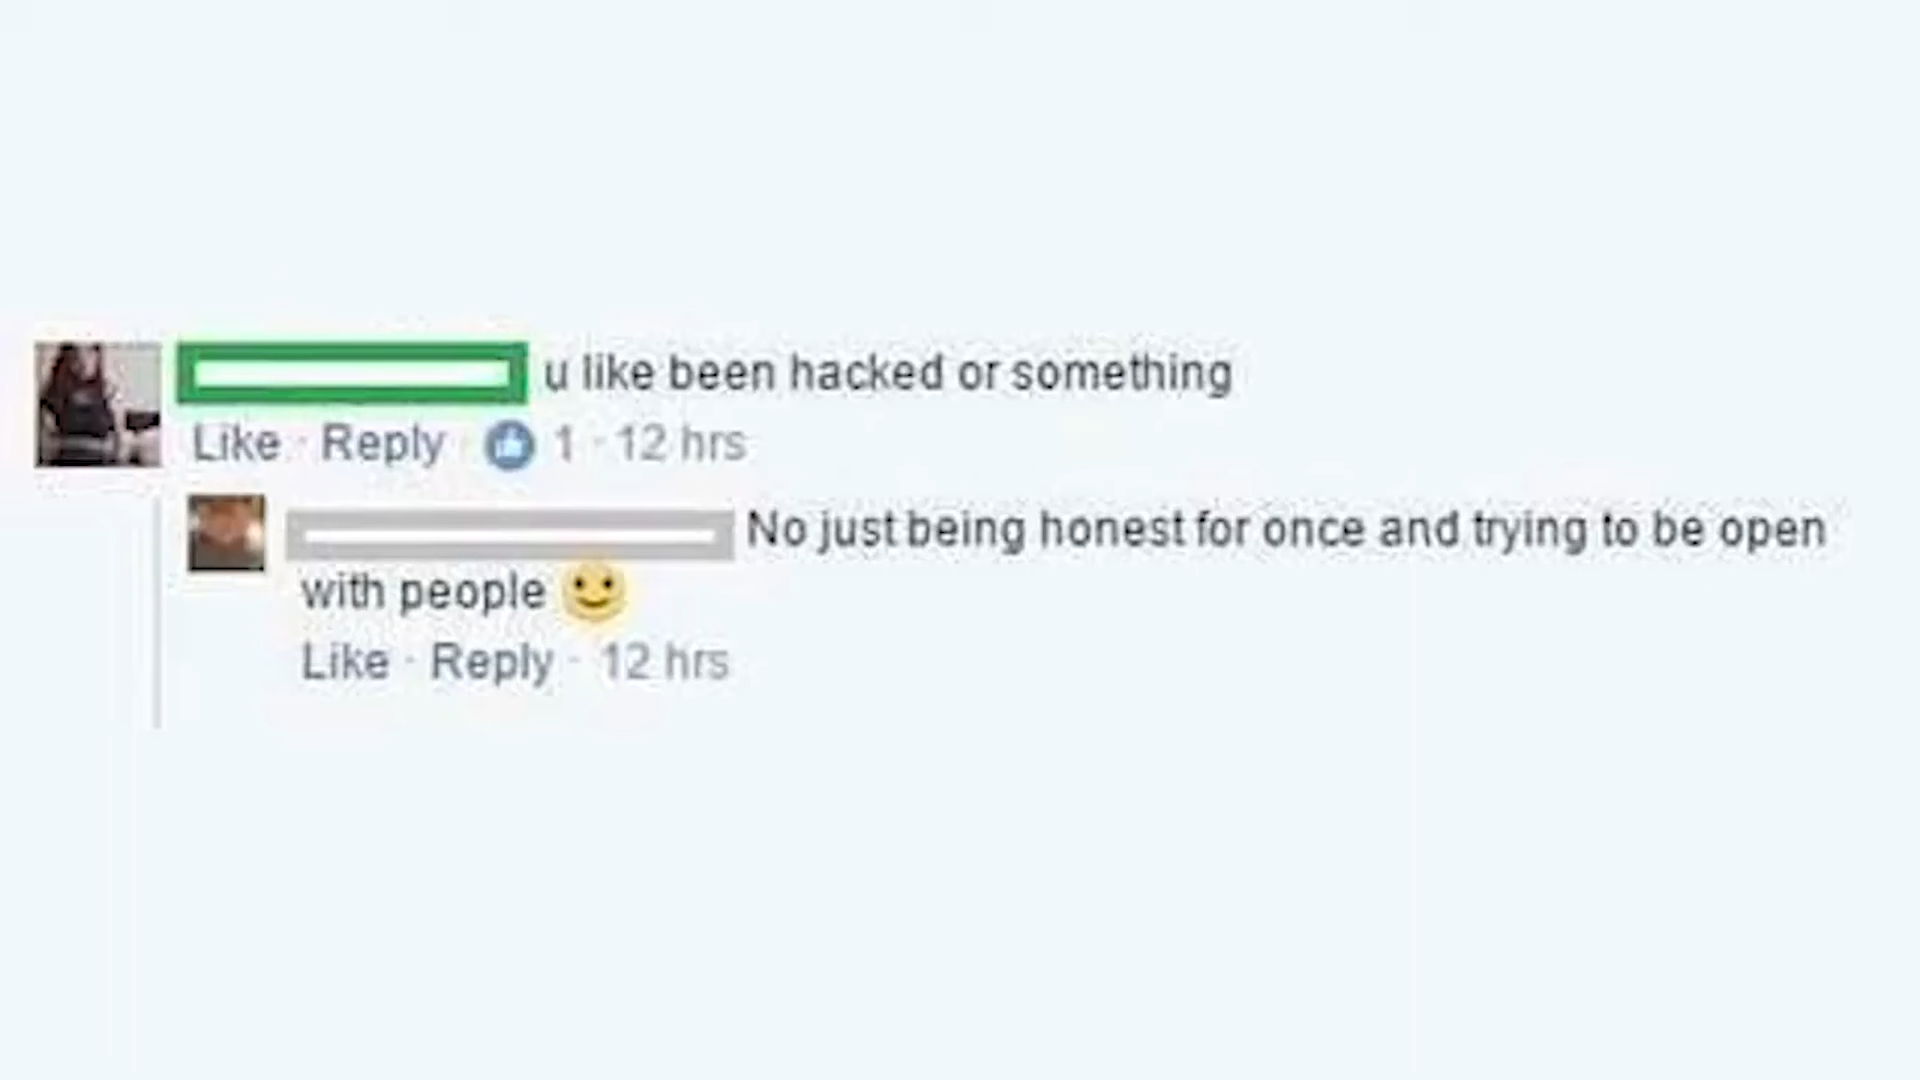 u like been hacked or something
Like · Reply · 1 · 12 hrs
No just being honest for once and trying to be open
with people 🙂
Like · Reply · 12 hrs